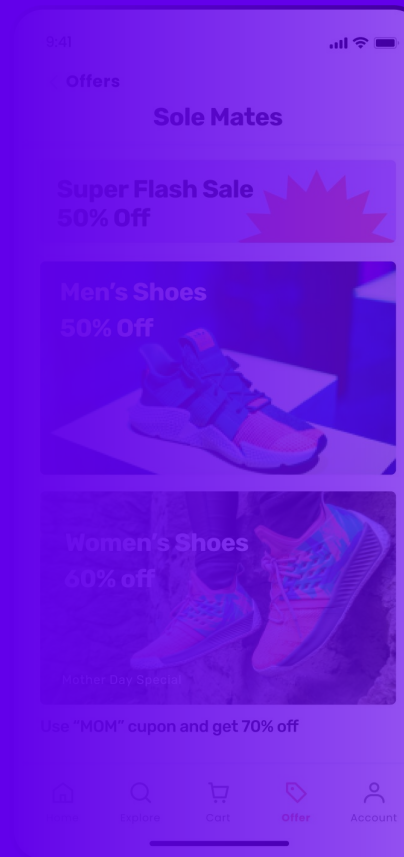 9:41
Offers
Sole Mates
Super Flash Sale
50% Off
Men's Shoes
50% Off
Women's Shoes
60% off
Mother Day Special
Use "MOM" cupon and get 70% off
Explore
Cart
Offer
Account